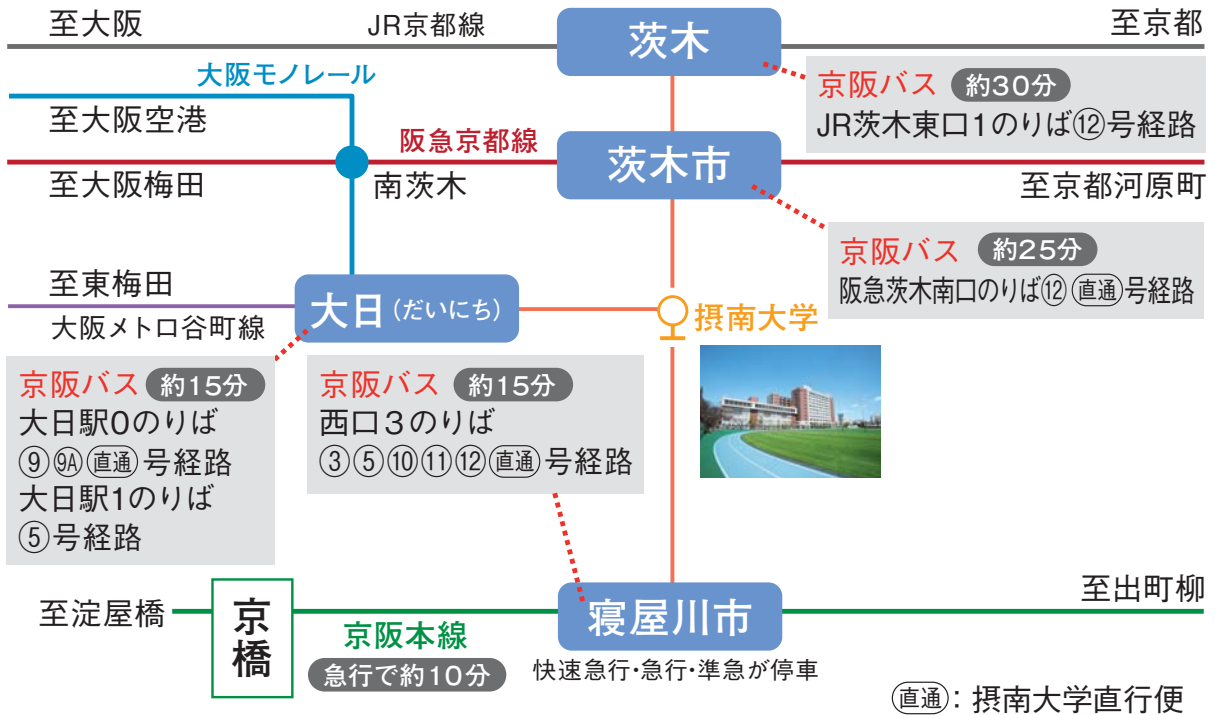 至大阪 JR京都線 茨木 至京都
大阪モノレール
京阪バス 約30分
JR茨木東口1のりば⑫号経路
至大阪空港
阪急京都線 茨木市
至大阪梅田 南茨木 至京都河原町
京阪バス 約25分
阪急茨木南口のりば⑫直通号経路
至東梅田
大日(だいにち)
大阪メトロ谷町線
摂南大学
京阪バス 約15分
大日駅0のりば
⑨9A直通号経路
大日駅1のりば
⑤号経路
京阪バス 約15分
西口3のりば
③⑤⑩⑪⑫直通号経路
至淀屋橋 京橋 寝屋川市 至出町柳
京阪本線
急行で約10分
快速急行・急行・準急が停車
直通:摂南大学直行便